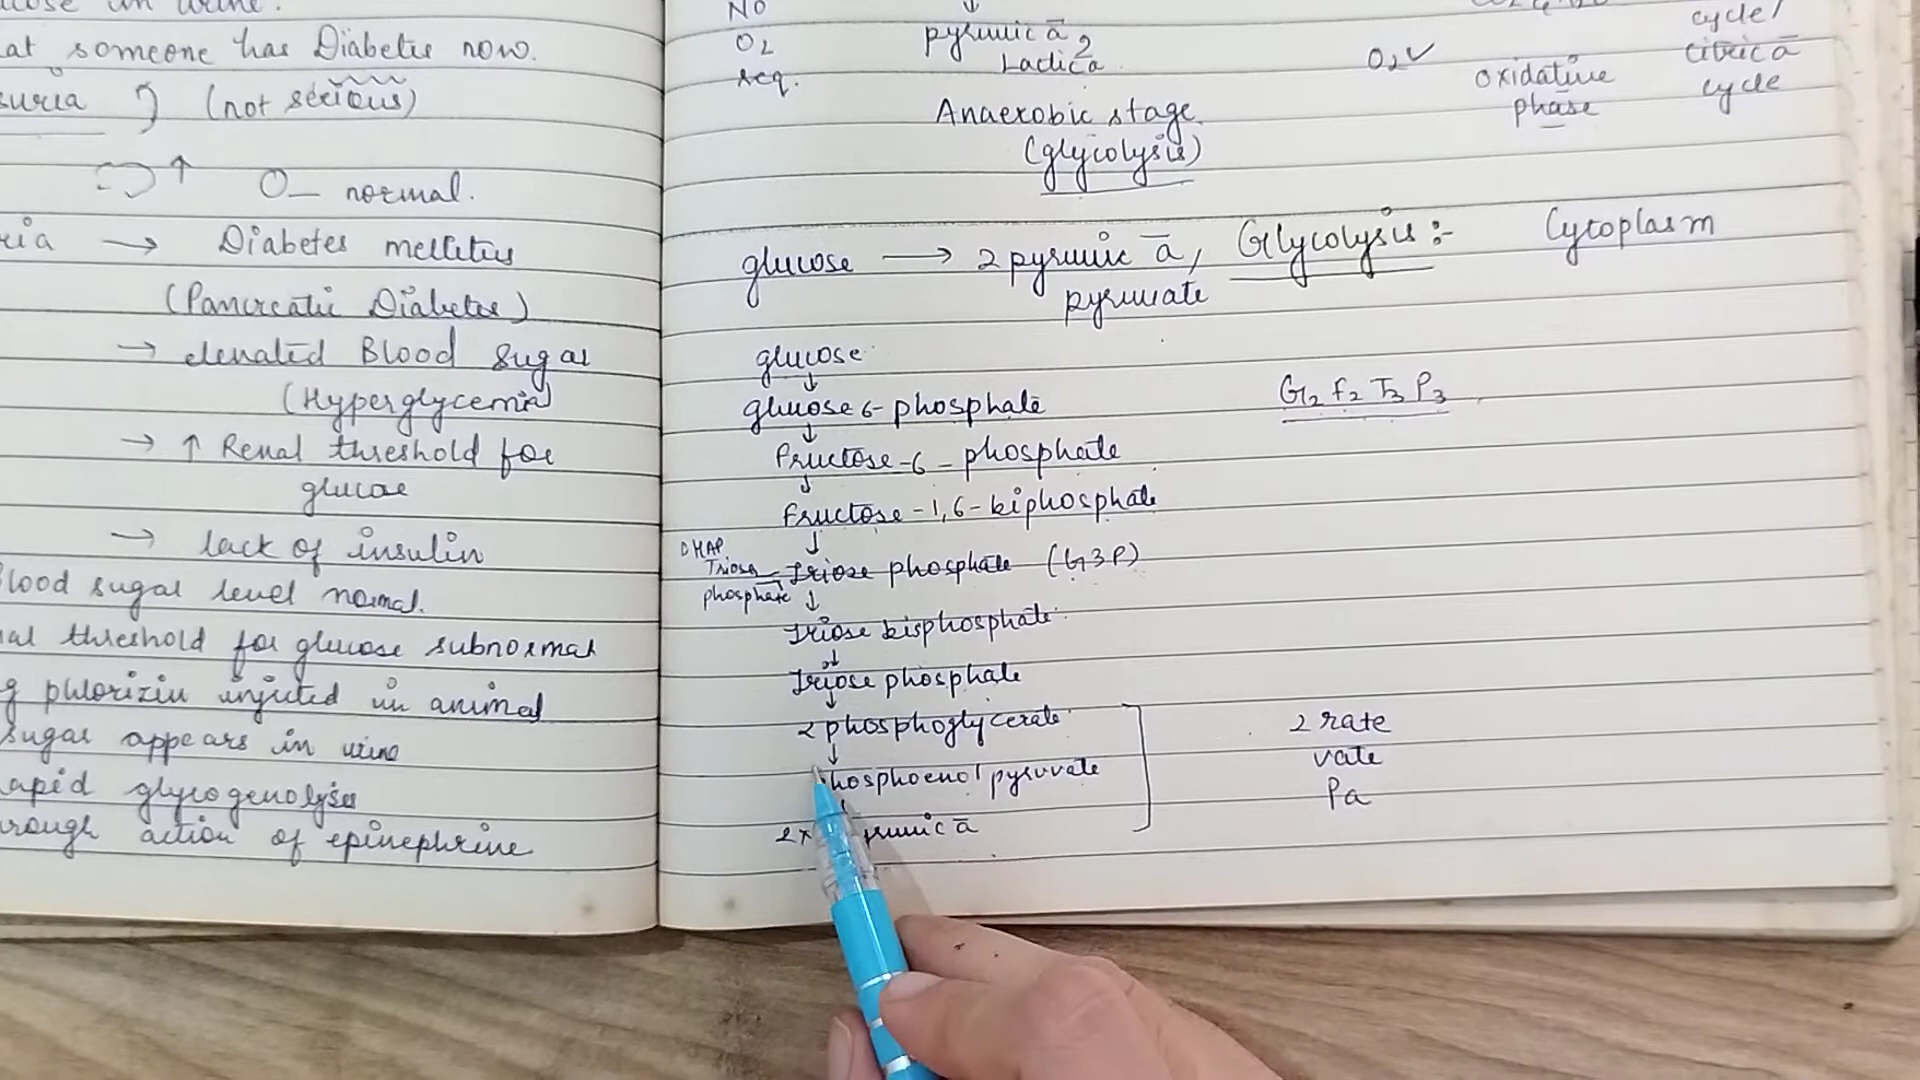 at someone has Diabetes now.
suria (not serious)
O— normal.
ria → Diabetes mellitus
(Pancreatic Diabetes)
→ elevated Blood sugar
(Hyperglycemia)
→ ↑ Renal threshold for
glucose
→ lack of insulin
Blood sugar level normal.
al threshold for glucose subnormal
g phlorizin injected in animal
sugar appears in urine
rapid glycogenolysis
rough action of epinephrine
NO
O2
req.
pyruvic ā
Lactic a
Anaerobic stage
(glycolysis)
O2 ✓
oxidative
phase
cycle/
citric ā
cycle
glucose → 2 pyruvic ā, Glycolysis:- Cytoplasm
pyruvate
glucose
↓
glucose 6-phosphate
G2 F2 T3 P3
↓
fructose-6-phosphate
↓
fructose-1,6-biphosphate
↓
DHAP
Triose
phosphate
Triose phosphate (G3P)
↓
Triose bisphosphate
↓
Triose phosphate
↓
2 phosphoglycerate
↓
hosphoenol pyruvate
2x yruvic ā
2 rate
vate
Pa